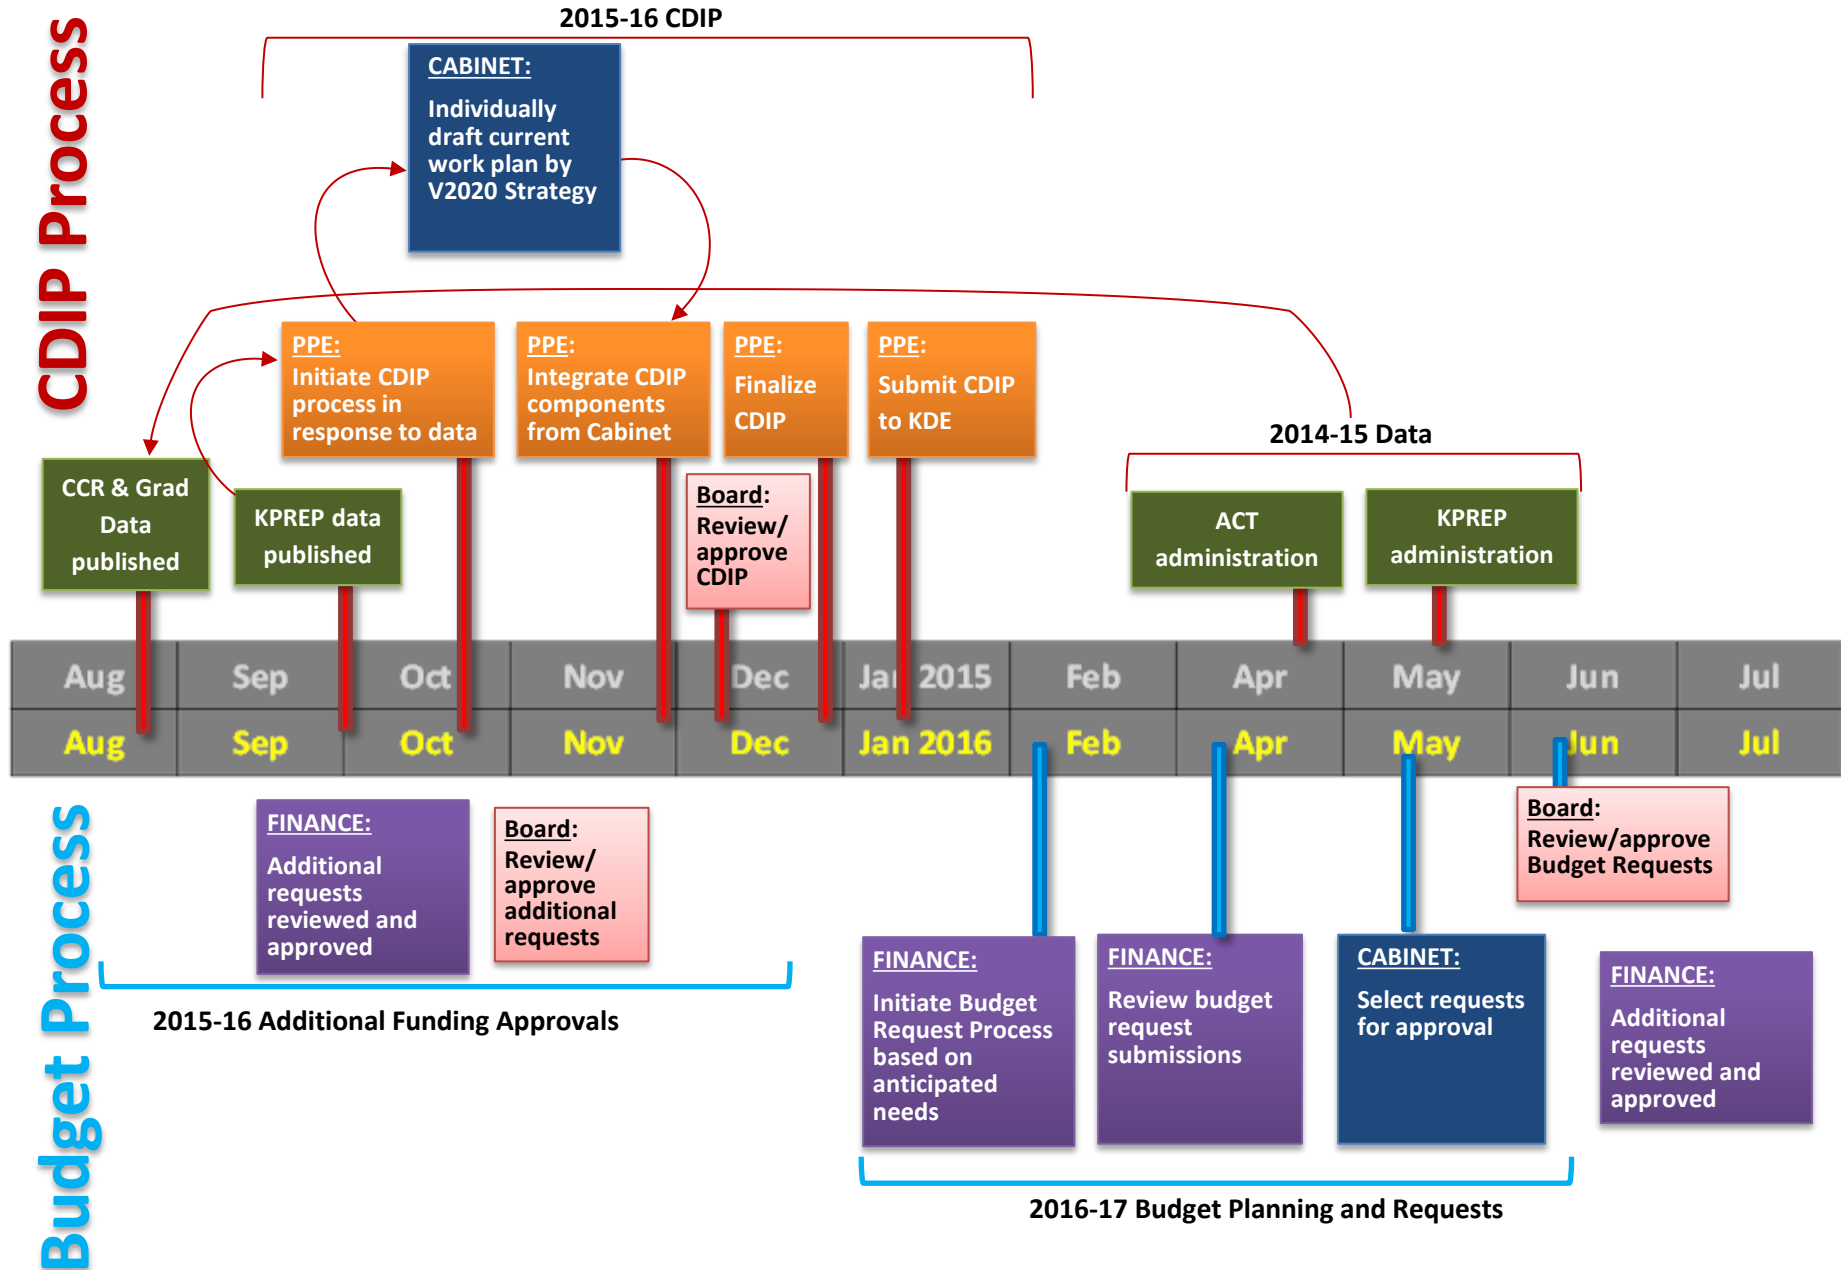 2015-16 CDIP
CDIP Process
CABINET:
Individually
draft current
work plan by
V2020 Strategy
PPE:
Initiate CDIP
process in
response to data
PPE:
Integrate CDIP
components
from Cabinet
PPE:
Finalize
CDIP
PPE:
Submit CDIP
to KDE
2014-15 Data
CCR & Grad
Data
published
KPREP data
published
Board:
Review/
approve
CDIP
ACT
administration
KPREP
administration
Aug Sep Oct Nov Dec Jan 2015 Feb Apr May Jun Jul
Aug Sep Oct Nov Dec Jan 2016 Feb Apr May Jun Jul
Budget Process
FINANCE:
Additional
requests
reviewed and
approved
Board:
Review/
approve
additional
requests
2015-16 Additional Funding Approvals
Board:
Review/approve
Budget Requests
FINANCE:
Initiate Budget
Request Process
based on
anticipated
needs
FINANCE:
Review budget
request
submissions
CABINET:
Select requests
for approval
FINANCE:
Additional
requests
reviewed and
approved
2016-17 Budget Planning and Requests